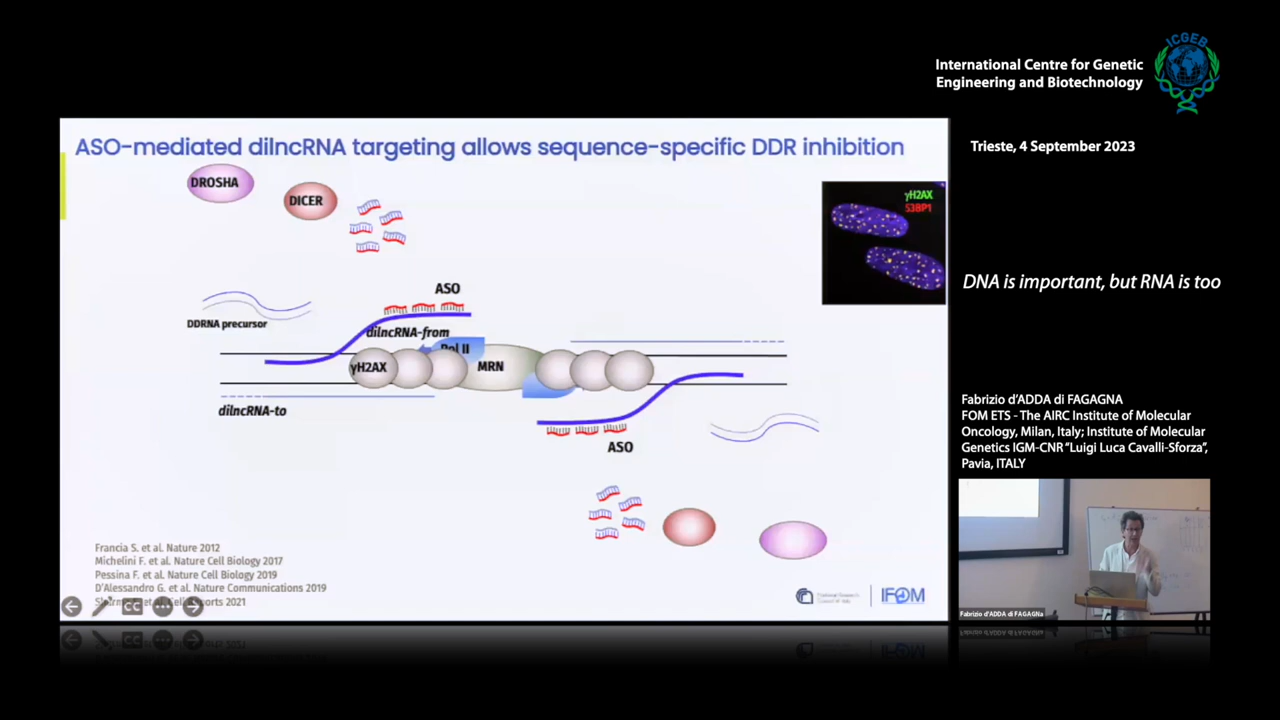 ICGEB
International Centre for Genetic
Engineering and Biotechnology
Trieste, 4 September 2023
DNA is important, but RNA is too
Fabrizio d'ADDA di FAGAGNA
FOM ETS - The AIRC Institute of Molecular
Oncology, Milan, Italy; Institute of Molecular
Genetics IGM-CNR "Luigi Luca Cavalli-Sforza",
Pavia, ITALY
Fabrizio d'ADDA di FAGAGNa
ASO-mediated dilncRNA targeting allows sequence-specific DDR inhibition
DROSHA
DICER
γH2AX
53BP1
ASO
DDRNA precursor
dilncRNA-from
Pol II
γH2AX
MRN
dilncRNA-to
ASO
Francia S. et al. Nature 2012
Michelini F. et al. Nature Cell Biology 2017
Pessina F. et al. Nature Cell Biology 2019
D'Alessandro G. et al. Nature Communications 2019
2021
CC
IFOM